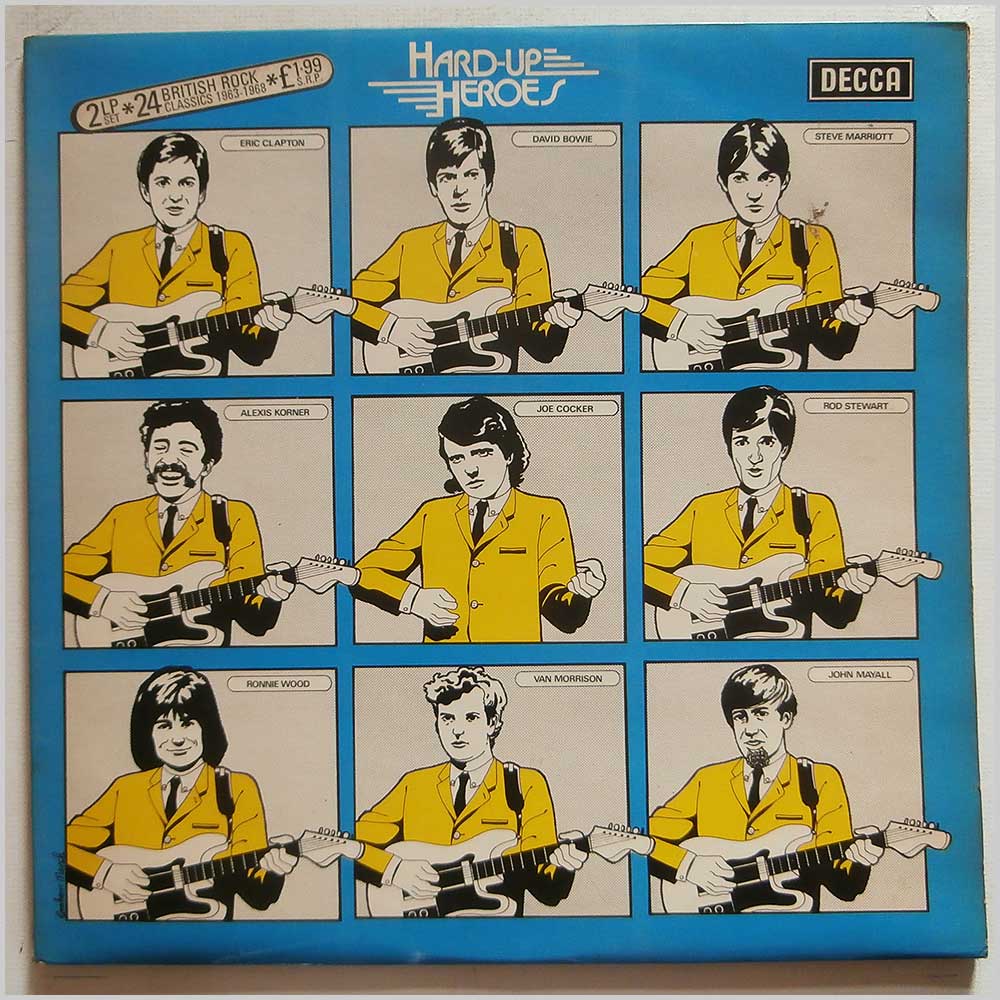 HARD-UP
HEROES
DECCA
2 LP SET * 24 BRITISH ROCK CLASSICS 1963-1968 * £1·99 S.R.P.
ERIC CLAPTON
DAVID BOWIE
STEVE MARRIOTT
ALEXIS KORNER
JOE COCKER
ROD STEWART
RONNIE WOOD
VAN MORRISON
JOHN MAYALL